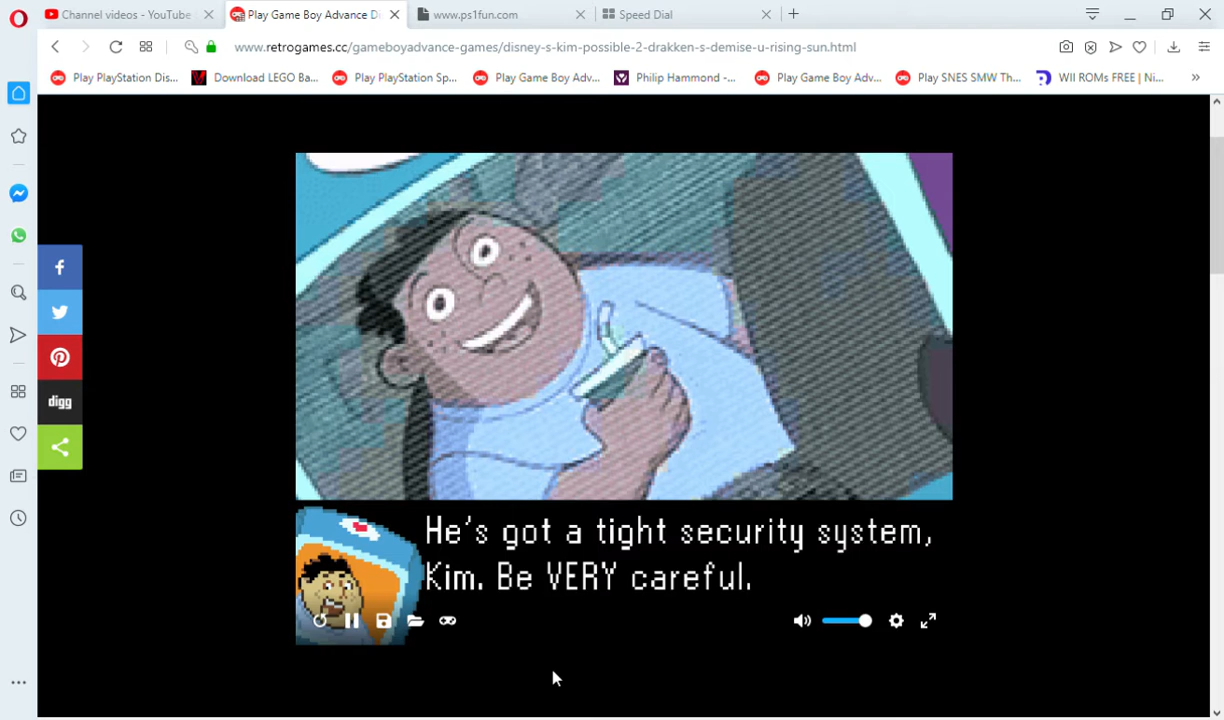 Channel videos - YouTube
Play Game Boy Advance Di
www.ps1fun.com
Speed Dial
www.retrogames.cc/gameboyadvance-games/disney-s-kim-possible-2-drakken-s-demise-u-rising-sun.html
Play PlayStation Dis...
Download LEGO Ba...
Play PlayStation Sp...
Play Game Boy Adv...
Philip Hammond -...
Play Game Boy Adv...
Play SNES SMW Th...
WII ROMs FREE | Ni...
digg
He's got a tight security system,
Kim. Be VERY careful.